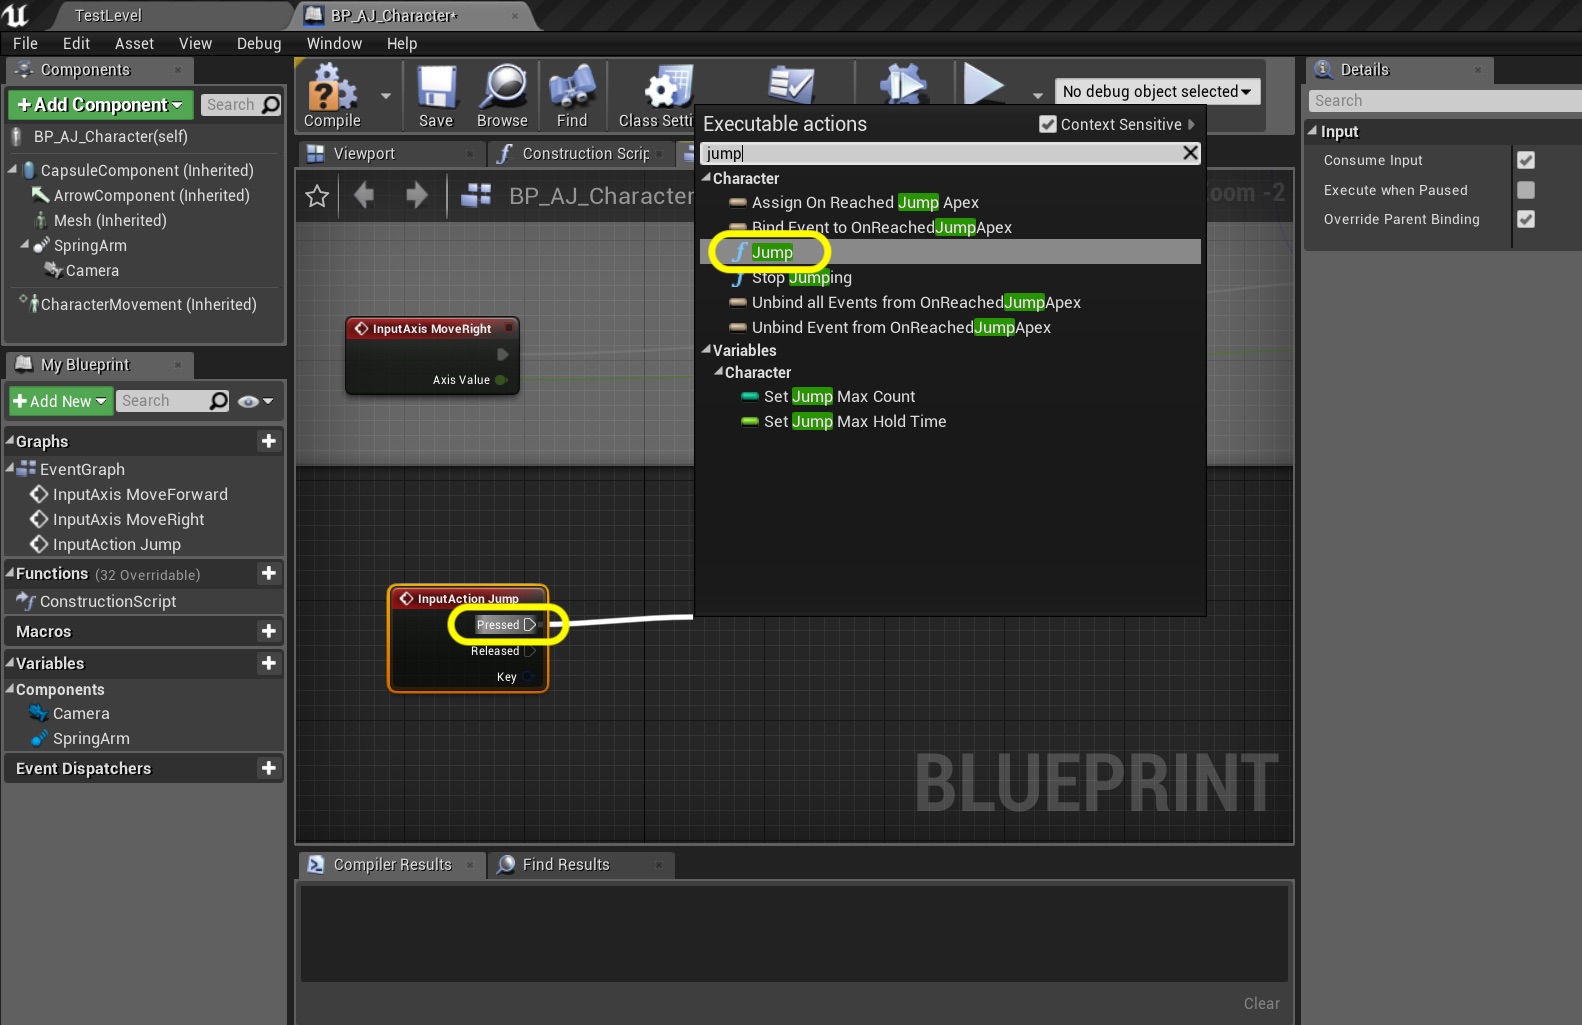 TestLevel
BP_AJ_Character*
File Edit Asset View Debug Window Help
Components
+Add Component
Search
BP_AJ_Character(self)
CapsuleComponent (Inherited)
ArrowComponent (Inherited)
Mesh (Inherited)
SpringArm
Camera
CharacterMovement (Inherited)
My Blueprint
+Add New
Search
Graphs
EventGraph
InputAxis MoveForward
InputAxis MoveRight
InputAction Jump
Functions (32 Overridable)
ConstructionScript
Macros
Variables
Components
Camera
SpringArm
Event Dispatchers
Compile
Save
Browse
Find
Class Setti
No debug object selected
Viewport
Construction Scrip
BP_AJ_Character
oom -2
InputAxis MoveRight
Axis Value
Executable actions
Context Sensitive
jump
Character
Assign On Reached Jump Apex
Bind Event to OnReachedJumpApex
Jump
Stop Jumping
Unbind all Events from OnReachedJumpApex
Unbind Event from OnReachedJumpApex
Variables
Character
Set Jump Max Count
Set Jump Max Hold Time
InputAction Jump
Pressed
Released
Key
BLUEPRINT
Compiler Results
Find Results
Clear
Details
Search
Input
Consume Input
Execute when Paused
Override Parent Binding